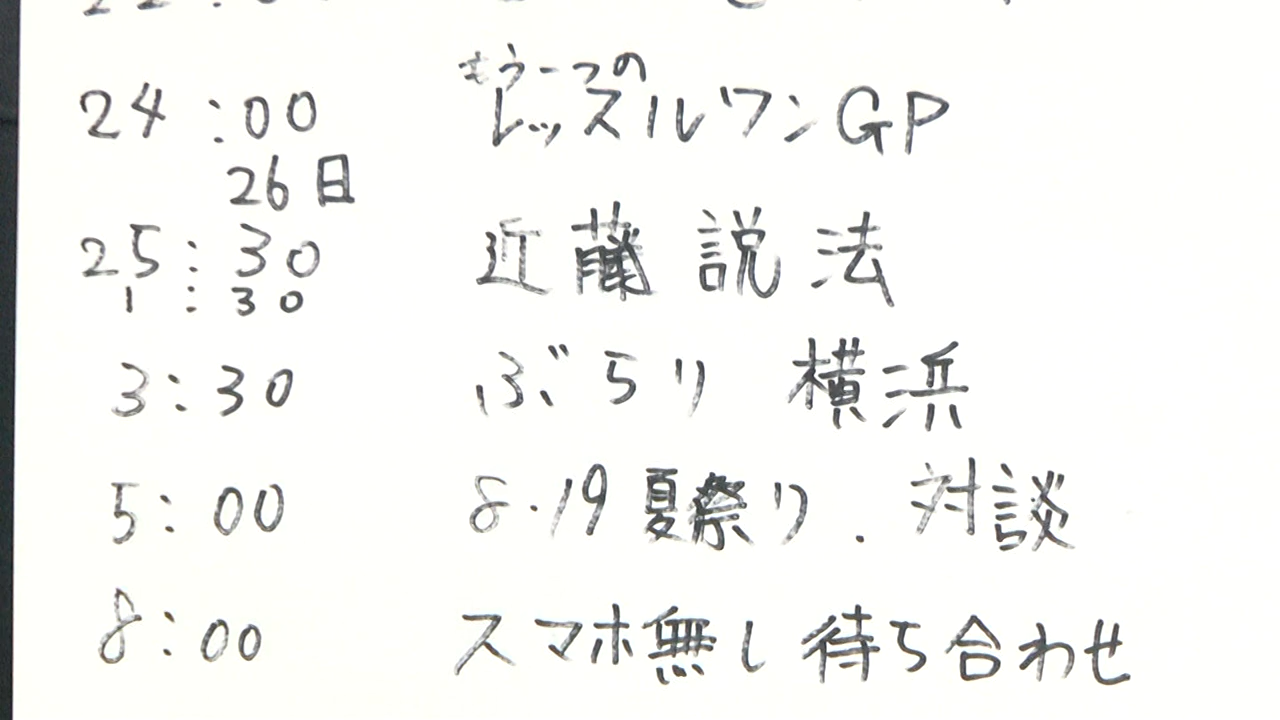 もう一つの
24:00 レッスルワンGP
26日
25:30 近藤説法
1:30
3:30 ぶらり 横浜
5:00 8.19夏祭り.対談
8:00 スマホ無し待ち合わせ